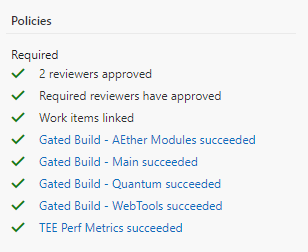 Policies
Required
2 reviewers approved
Required reviewers have approved
Work items linked
Gated Build - AEther Modules succeeded
Gated Build - Main succeeded
Gated Build - Quantum succeeded
Gated Build - WebTools succeeded
TEE Perf Metrics succeeded